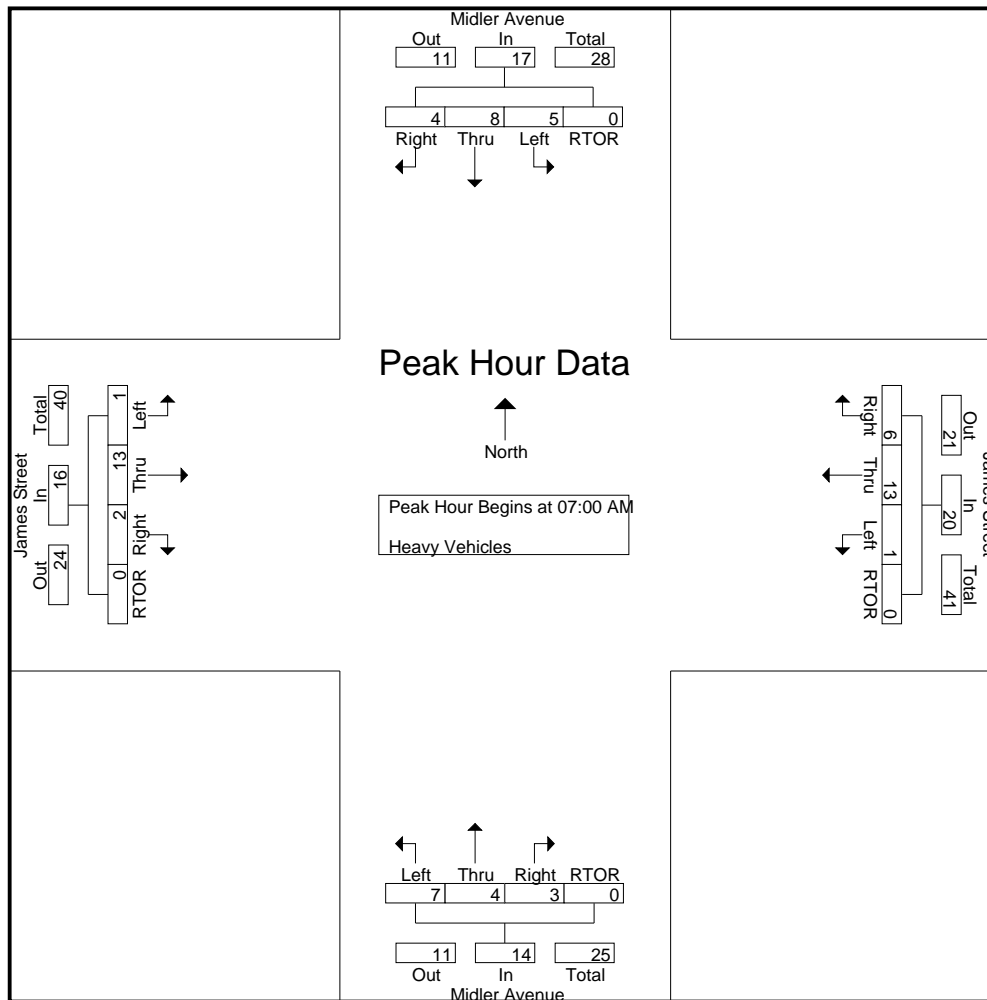 Midler Avenue
Out In Total
11 17 28
4 8 5 0
Right Thru Left RTOR
Peak Hour Data
North
Peak Hour Begins at 07:00 AM
Heavy Vehicles
James Street
Out In Total
24 16 40
0 2 13 1
RTOR Right Thru Left
James Street
Out In Total
21 20 41
6 13 1 0
Right Thru Left RTOR
Left Thru Right RTOR
7 4 3 0
11 14 25
Out In Total
Midler Avenue